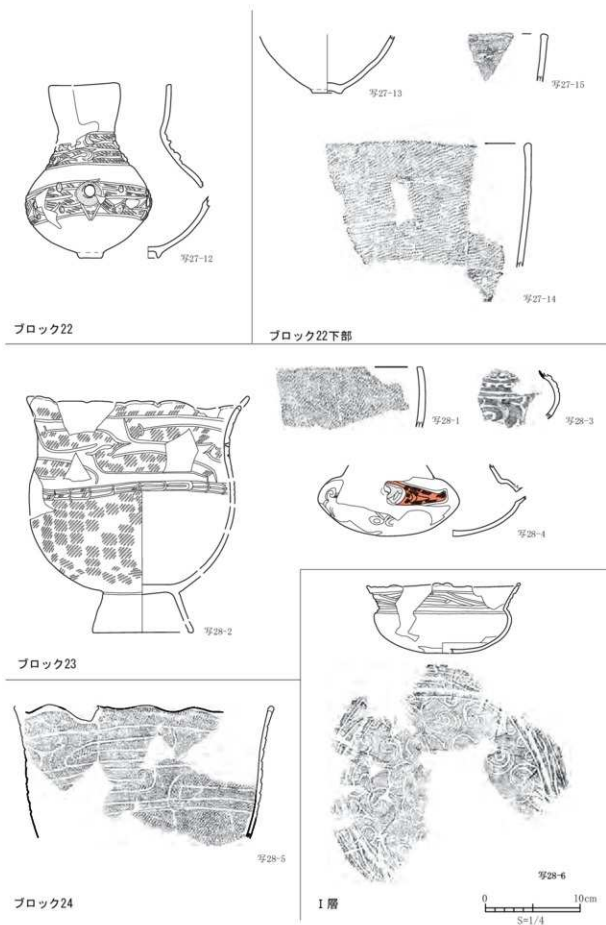 写27-12
ブロック22
写27-13
写27-15
写27-14
ブロック22下部
写28-2
ブロック23
写28-1
写28-3
写28-4
写28-5
ブロック24
写28-6
Ⅰ層
0 10cm
S=1/4